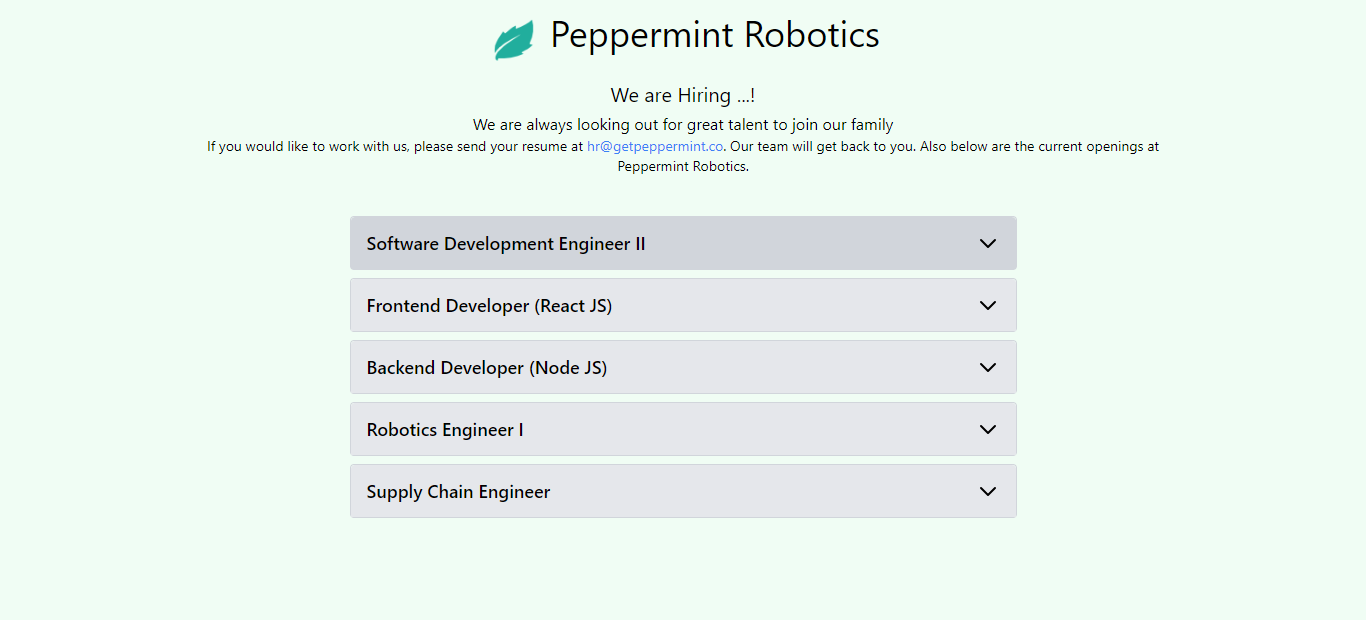 Peppermint Robotics
We are Hiring ...!
We are always looking out for great talent to join our family
If you would like to work with us, please send your resume at hr@getpeppermint.co. Our team will get back to you. Also below are the current openings at
Peppermint Robotics.
Software Development Engineer II
Frontend Developer (React JS)
Backend Developer (Node JS)
Robotics Engineer I
Supply Chain Engineer